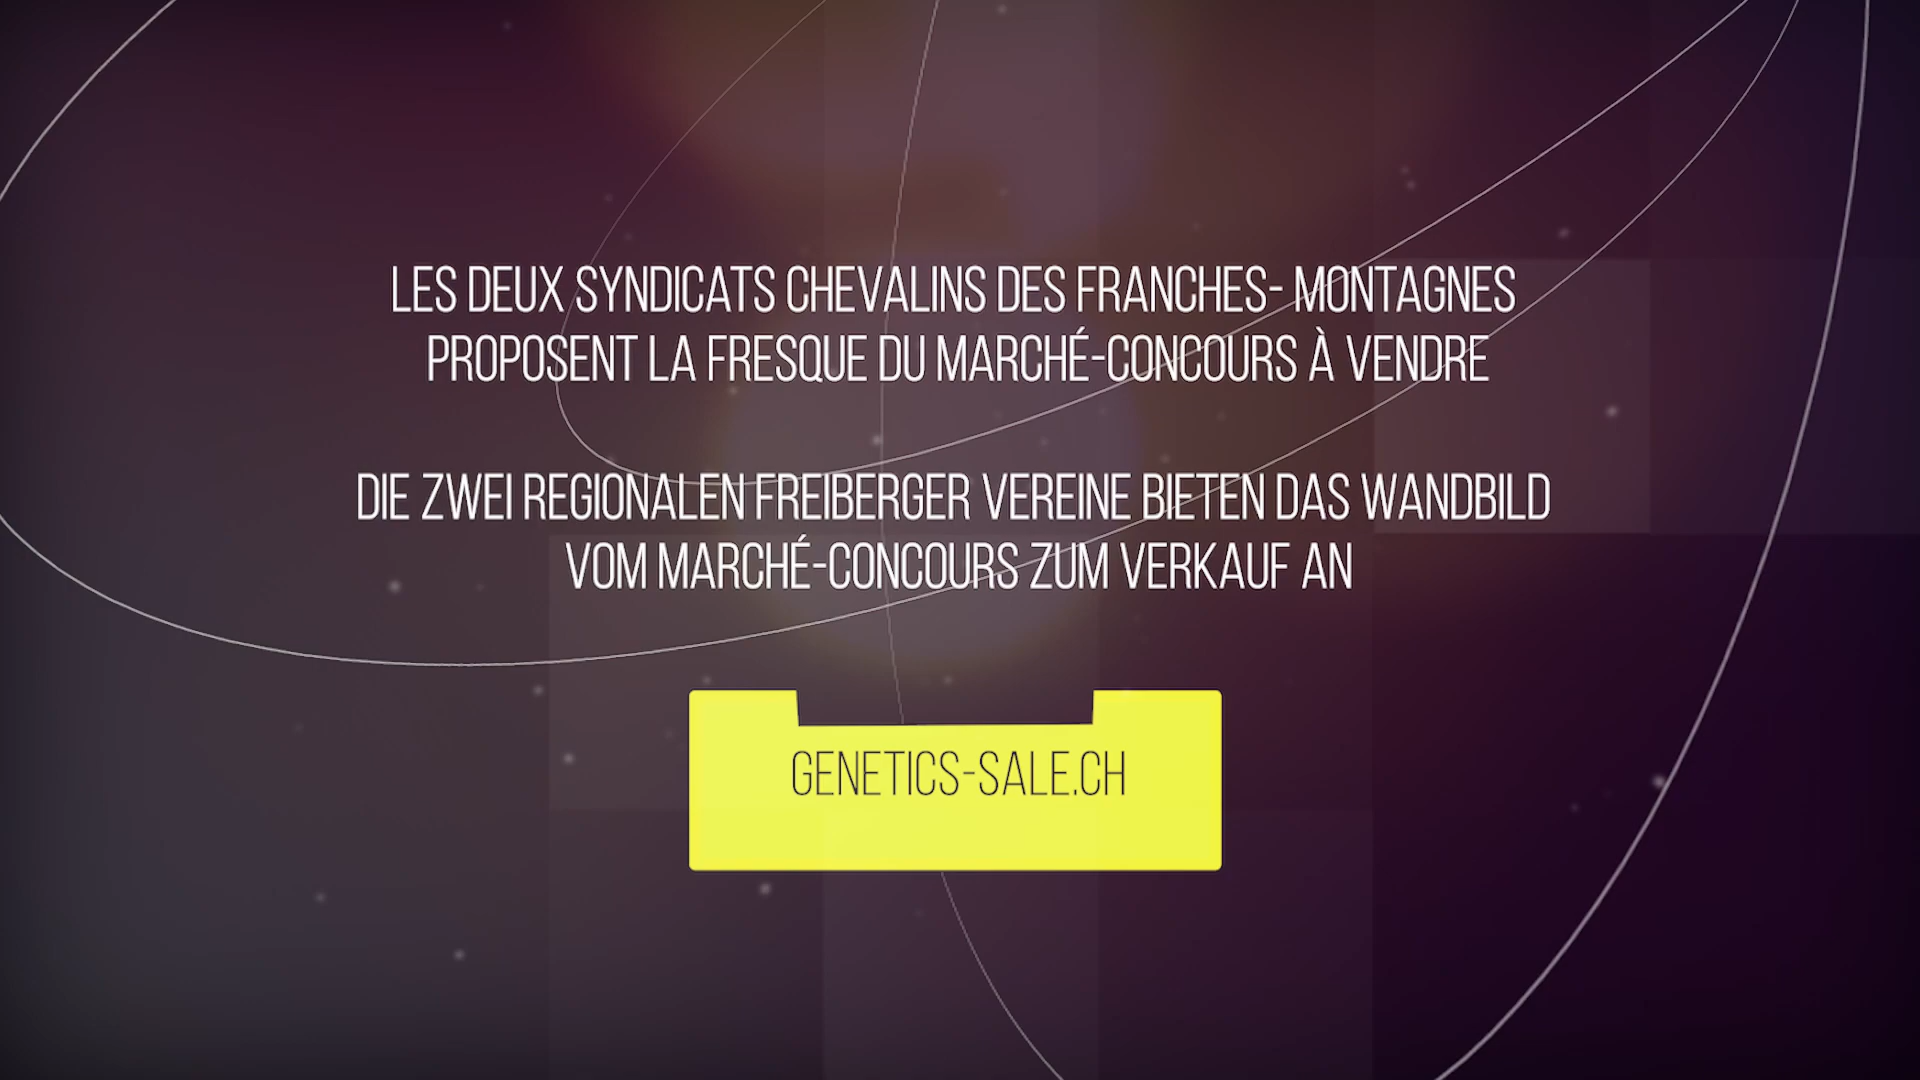 LES DEUX SYNDICATS CHEVALINS DES FRANCHES- MONTAGNES
PROPOSENT LA FRESQUE DU MARCHÉ-CONCOURS À VENDRE
DIE ZWEI REGIONALEN FREIBERGER VEREINE BIETEN DAS WANDBILD
VOM MARCHÉ-CONCOURS ZUM VERKAUF AN
GENETICS-SALE.CH